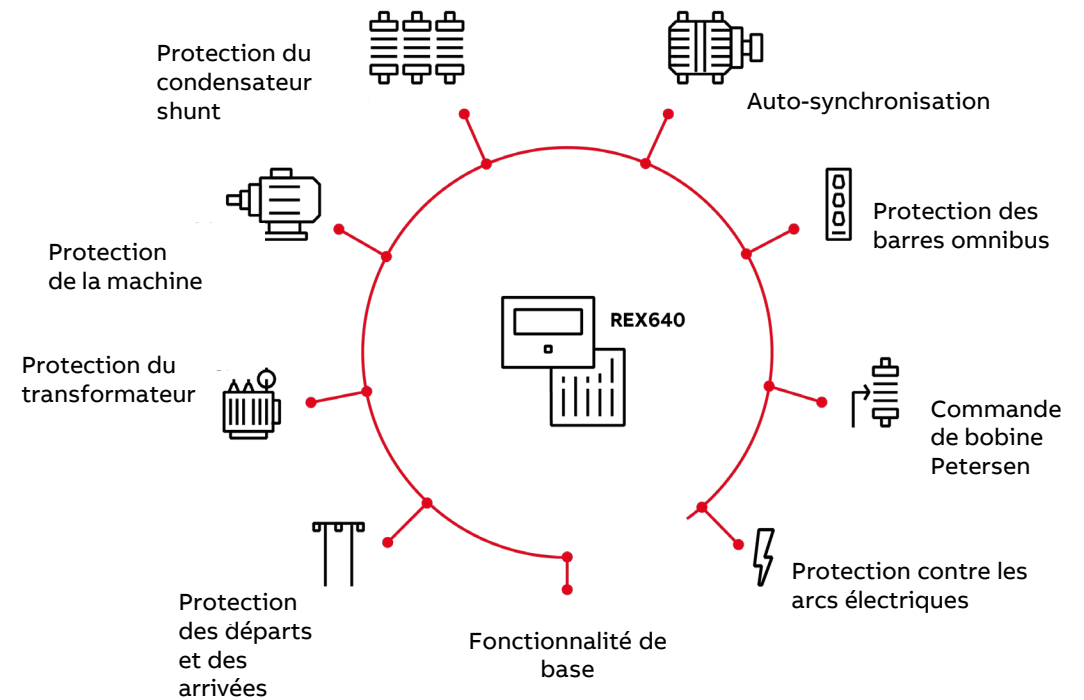 Protection du
condensateur
shunt
Auto-synchronisation
Protection
de la machine
Protection des
barres omnibus
REX640
Protection du
transformateur
Commande
de bobine
Petersen
Protection
des départs
et des
arrivées
Fonctionnalité de
base
Protection contre les
arcs électriques